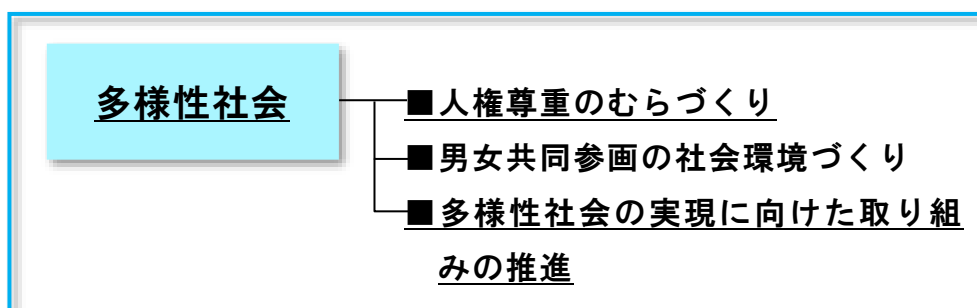 多様性社会
■人権尊重のむらづくり
■男女共同参画の社会環境づくり
■多様性社会の実現に向けた取り組
みの推進